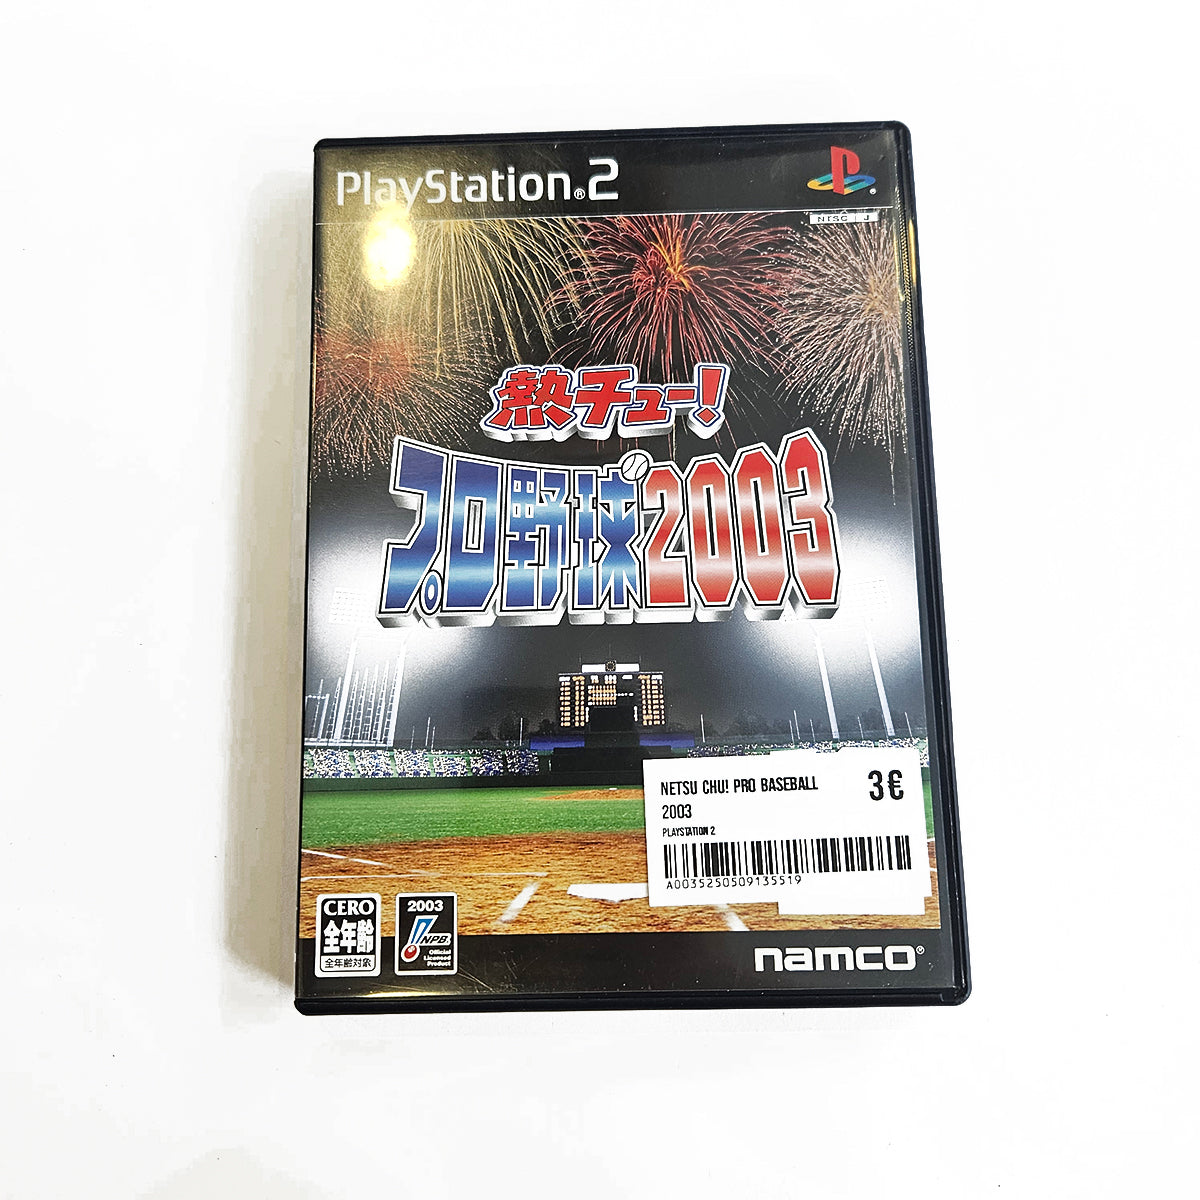 PlayStation®2
NTSC J
熱チュー!
プロ野球2003
NETSU CHU! PRO BASEBALL
3€
2003
PLAYSTATION 2
A0035250509135519
CERO
全年齢
全年齢対象
2003
NPB
Official
Licensed
Product
namco®